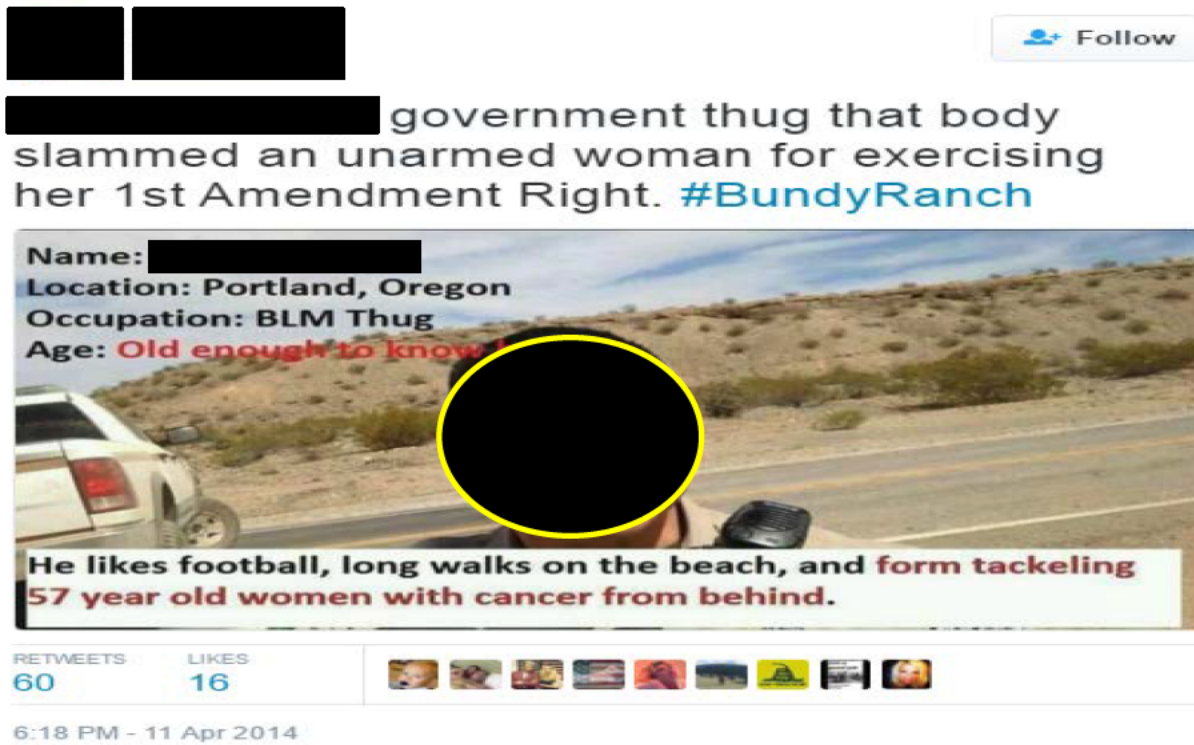 Follow
government thug that body
slammed an unarmed woman for exercising
her 1st Amendment Right. #BundyRanch
Name:
Location: Portland, Oregon
Occupation: BLM Thug
Age: Old enough to know
He likes football, long walks on the beach, and form tackeling
57 year old women with cancer from behind.
RETWEETS LIKES
60 16
6:18 PM - 11 Apr 2014